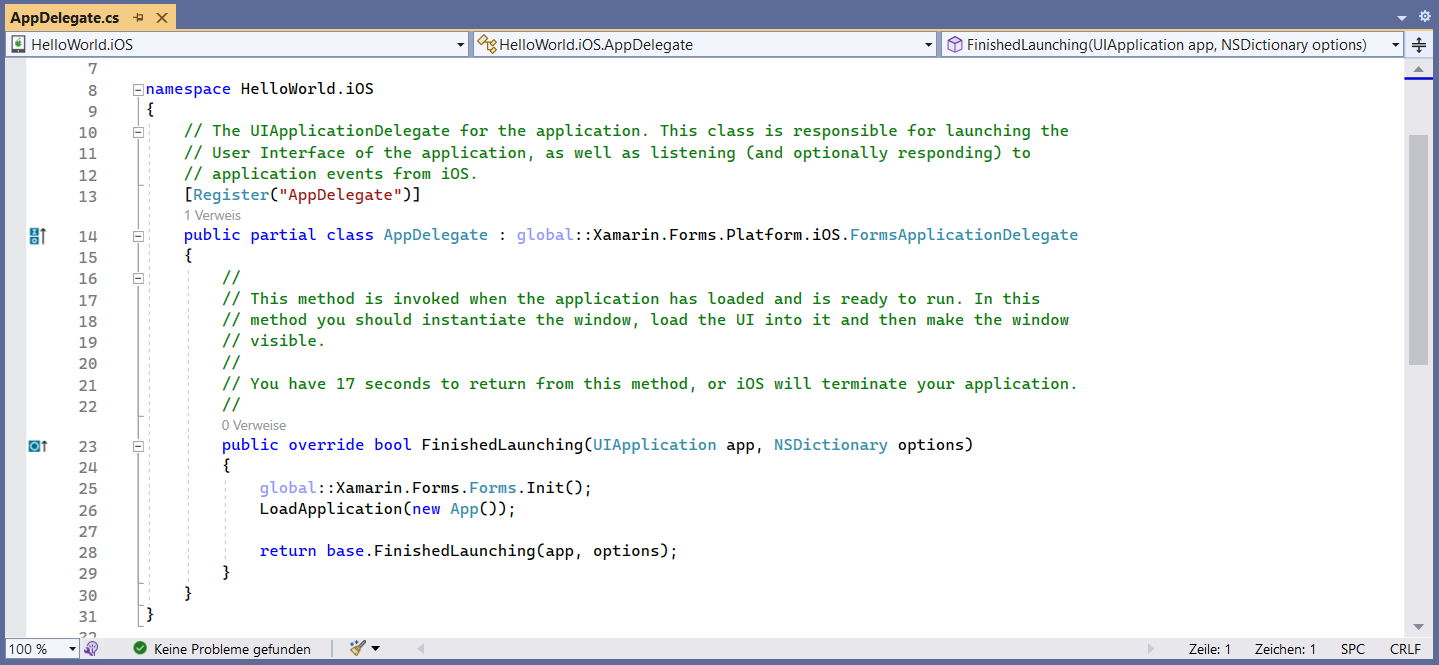 AppDelegate.cs
HelloWorld.iOS HelloWorld.iOS.AppDelegate FinishedLaunching(UIApplication app, NSDictionary options)
7
8 namespace HelloWorld.iOS
9 {
10 // The UIApplicationDelegate for the application. This class is responsible for launching the
11 // User Interface of the application, as well as listening (and optionally responding) to
12 // application events from iOS.
13 [Register("AppDelegate")]
1 Verweis
14 public partial class AppDelegate : global::Xamarin.Forms.Platform.iOS.FormsApplicationDelegate
15 {
16 //
17 // This method is invoked when the application has loaded and is ready to run. In this
18 // method you should instantiate the window, load the UI into it and then make the window
19 // visible.
20 //
21 // You have 17 seconds to return from this method, or iOS will terminate your application.
22 //
0 Verweise
23 public override bool FinishedLaunching(UIApplication app, NSDictionary options)
24 {
25 global::Xamarin.Forms.Forms.Init();
26 LoadApplication(new App());
27
28 return base.FinishedLaunching(app, options);
29 }
30 }
31 }
32
100 % Keine Probleme gefunden Zeile: 1 Zeichen: 1 SPC CRLF